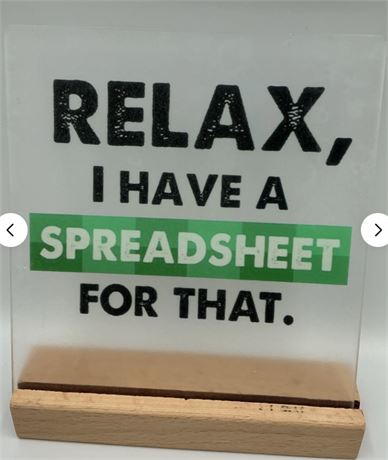 RELAX,
I HAVE A
SPREADSHEET
FOR THAT.